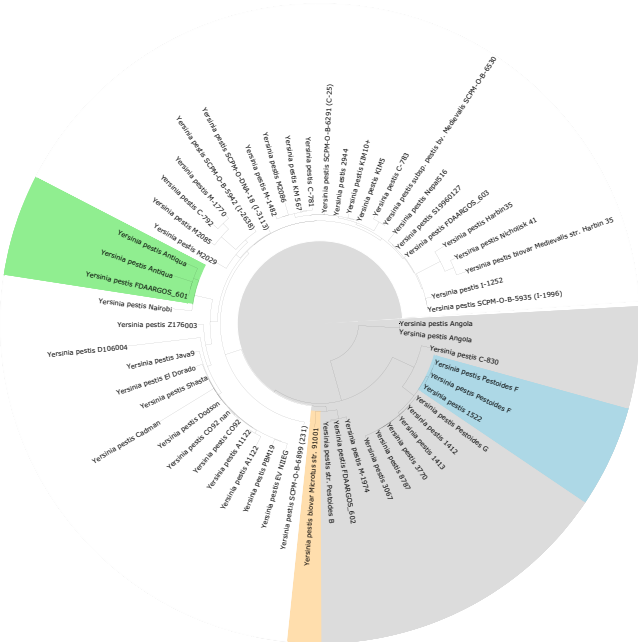 Yersinia pestis subsp. pestis bv. Medievalis SCPM-O-B-6530
Yersinia pestis SCPM-O-B-6291 (C-25)
Yersinia pestis 2944
Yersinia pestis KIM10+
Yersinia pestis KIM5
Yersinia pestis C-783
Yersinia pestis Nepal516
Yersinia pestis S19960127
Yersinia pestis FDAARGOS_603
Yersinia pestis Harbin35
Yersinia pestis Nicholisk 41
Yersinia pestis biovar Medievalis str. Harbin 35
Yersinia pestis I-1252
Yersinia pestis SCPM-O-B-5935 (I-1996)
Yersinia pestis Angola
Yersinia pestis Angola
Yersinia pestis C-830
Yersinia pestis Pestoides F
Yersinia pestis Pestoides F
Yersinia pestis 1522
Yersinia pestis Pestoides G
Yersinia pestis 1412
Yersinia pestis 1413
Yersinia pestis 3770
Yersinia pestis 8787
Yersinia pestis 3067
Yersinia pestis M-1974
Yersinia pestis FDAARGOS_602
Yersinia pestis str. Pestoides B
Yersinia pestis biovar Microtus str. 91001
Yersinia pestis SCPM-O-B-6899 (231)
Yersinia pestis EV NIIEG
Yersinia pestis PBM19
Yersinia pestis A1122
Yersinia pestis A1122
Yersinia pestis CO92
Yersinia pestis CO92 nan
Yersinia pestis Dodson
Yersinia pestis Cadman
Yersinia pestis Shasta
Yersinia pestis El Dorado
Yersinia pestis Java9
Yersinia pestis D106004
Yersinia pestis Z176003
Yersinia pestis Nairobi
Yersinia pestis FDAARGOS_601
Yersinia pestis Antiqua
Yersinia pestis Antiqua
Yersinia pestis M2029
Yersinia pestis M2085
Yersinia pestis C-792
Yersinia pestis M-1770
Yersinia pestis SCPM-O-B-5942 (I-2638)
Yersinia pestis SCPM-O-DNA-18 (I-3113)
Yersinia pestis M-1482
Yersinia pestis M2086
Yersinia pestis KM 567
Yersinia pestis C-781